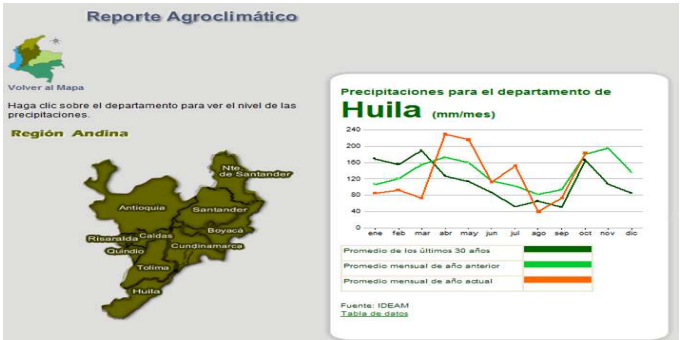 Reporte Agroclimático
Volver al Mapa
Haga clic sobre el departamento para ver el nivel de las
precipitaciones.
Región Andina
Nte.
de Santander
Antioquia
Santander
Boyacá
Risaralda
Caldas
Cundinamarca
Quindío
Tolima
Huila
Precipitaciones para el departamento de
Huila (mm/mes)
240
200
160
120
80
40
0
ene feb mar abr may jun jul ago sep oct nov dic
Promedio de los últimos 30 años
Promedio mensual de año anterior
Promedio mensual de año actual
Fuente: IDEAM
Tabla de datos